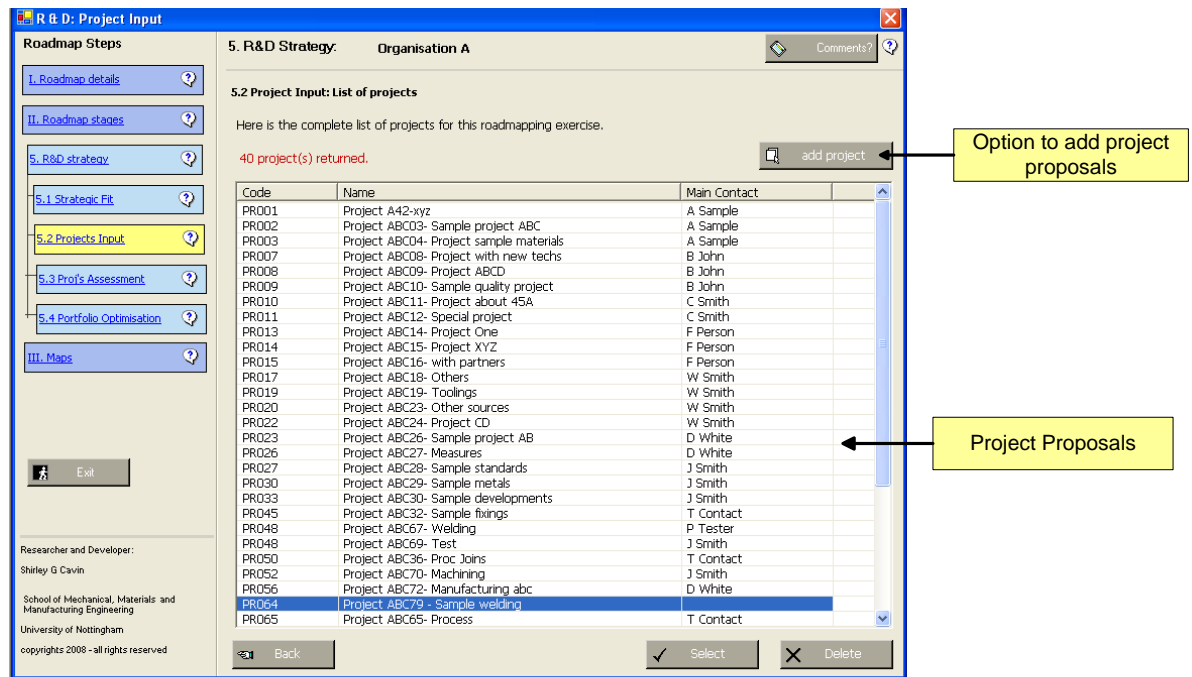 R & D: Project Input
Roadmap Steps
I. Roadmap details
II. Roadmap stages
5. R&D strategy
5.1 Strategic Fit
5.2 Projects Input
5.3 Proj's Assessment
5.4 Portfolio Optimisation
III. Maps
Exit
Researcher and Developer:
Shirley G Cavin
School of Mechanical, Materials and
Manufacturing Engineering
University of Nottingham
copyrights 2008 - all rights reserved
5. R&D Strategy: Organisation A
Comments?
5.2 Project Input: List of projects
Here is the complete list of projects for this roadmapping exercise.
40 project(s) returned.
add project
Code Name Main Contact
PR001 Project A42-xyz A Sample
PR002 Project ABC03- Sample project ABC A Sample
PR003 Project ABC04- Project sample materials A Sample
PR007 Project ABC08- Project with new techs B John
PR008 Project ABC09- Project ABCD B John
PR009 Project ABC10- Sample quality project B John
PR010 Project ABC11- Project about 45A C Smith
PR011 Project ABC12- Special project C Smith
PR013 Project ABC14- Project One F Person
PR014 Project ABC15- Project XYZ F Person
PR015 Project ABC16- with partners F Person
PR017 Project ABC18- Others W Smith
PR019 Project ABC19- Toolings W Smith
PR020 Project ABC23- Other sources W Smith
PR022 Project ABC24- Project CD W Smith
PR023 Project ABC26- Sample project AB D White
PR026 Project ABC27- Measures D White
PR027 Project ABC28- Sample standards J Smith
PR030 Project ABC29- Sample metals J Smith
PR033 Project ABC30- Sample developments J Smith
PR045 Project ABC32- Sample fixings T Contact
PR048 Project ABC67- Welding P Tester
PR048 Project ABC69- Test J Smith
PR050 Project ABC36- Proc Joins T Contact
PR052 Project ABC70- Machining J Smith
PR056 Project ABC72- Manufacturing abc D White
PR064 Project ABC79 - Sample welding
PR065 Project ABC65- Process T Contact
Back
Select
Delete
Option to add project
proposals
Project Proposals